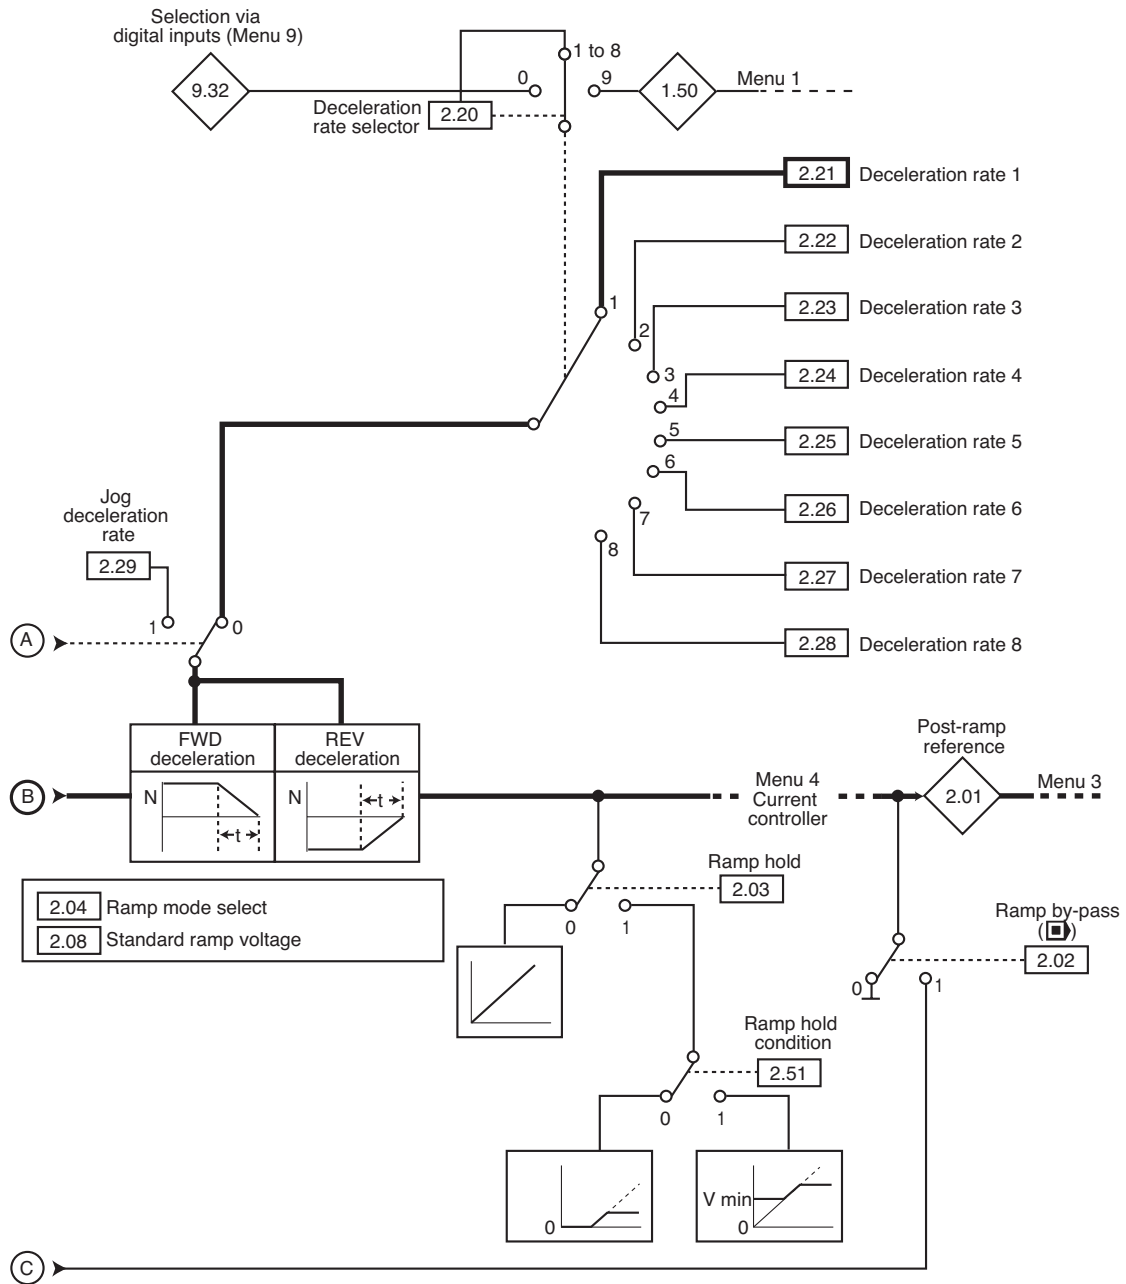 Selection via
digital inputs (Menu 9)
9.32
0
1 to 8
9
1.50
Menu 1
Deceleration
rate selector
2.20
2.21 Deceleration rate 1
2.22 Deceleration rate 2
2.23 Deceleration rate 3
2.24 Deceleration rate 4
2.25 Deceleration rate 5
2.26 Deceleration rate 6
2.27 Deceleration rate 7
2.28 Deceleration rate 8
1
2
3
4
5
6
7
8
Jog
deceleration
rate
2.29
1
0
A
FWD
deceleration
REV
deceleration
B
N
t
N
t
Menu 4
Current
controller
Post-ramp
reference
2.01
Menu 3
2.04 Ramp mode select
2.08 Standard ramp voltage
Ramp hold
2.03
0
1
Ramp by-pass
( )
2.02
0
1
Ramp hold
condition
2.51
0
1
0
V min
0
C